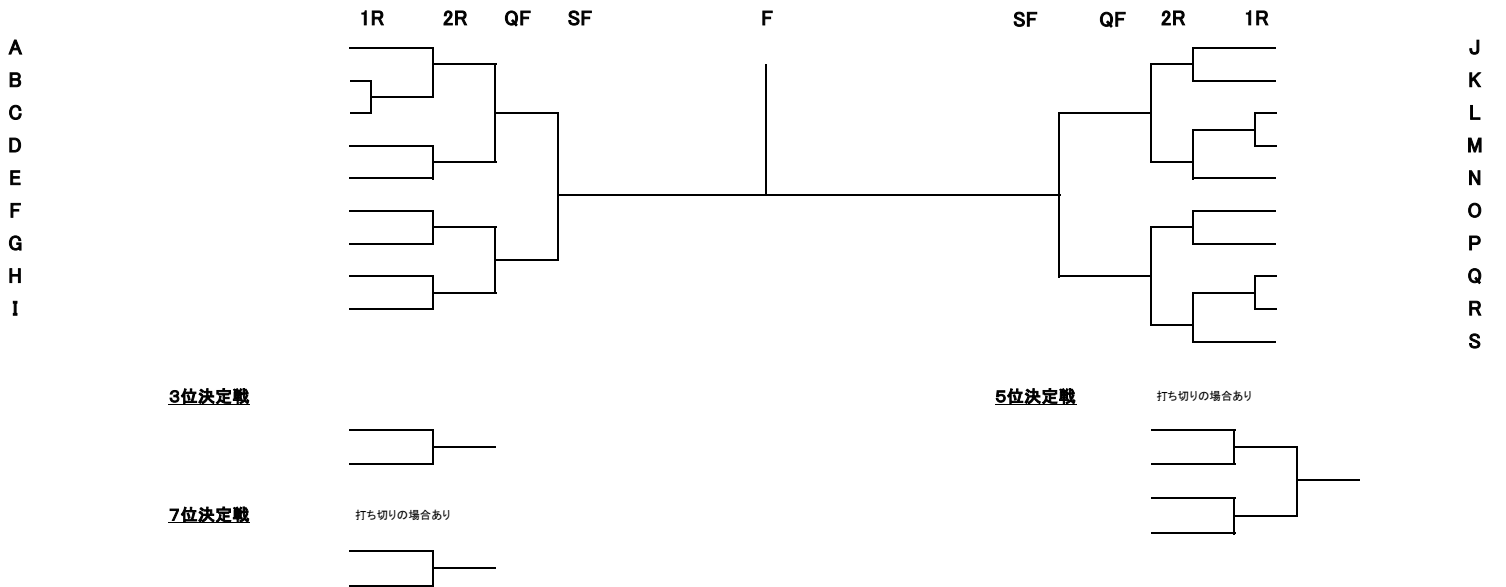 1R 2R QF SF F SF QF 2R 1R
A J
B K
C L
D M
E N
F O
G P
H Q
I R
S
３位決定戦 ５位決定戦 打ち切りの場合あり
７位決定戦 打ち切りの場合あり